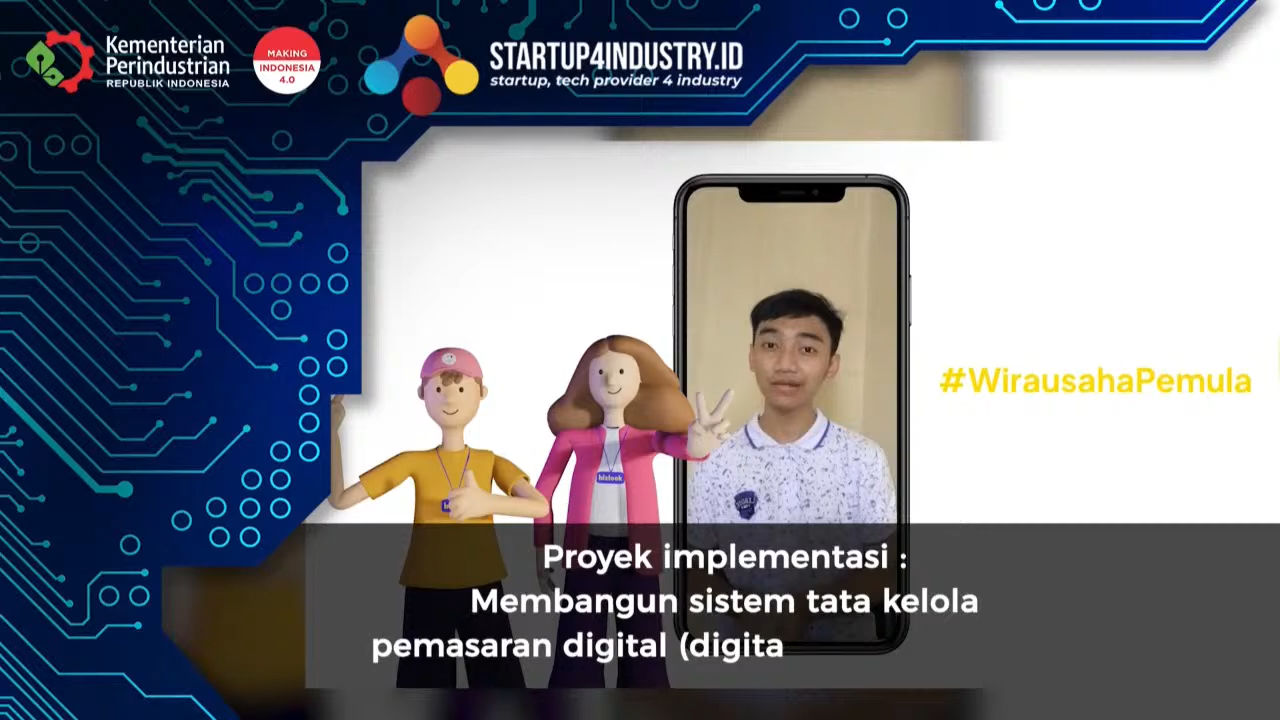 Kementerian
Perindustrian
REPUBLIK INDONESIA
MAKING
INDONESIA
4.0
STARTUP4INDUSTRY.ID
startup, tech provider 4 industry
#WirausahaPemula
bizlook
Proyek implementasi :
Membangun sistem tata kelola
pemasaran digital (digita